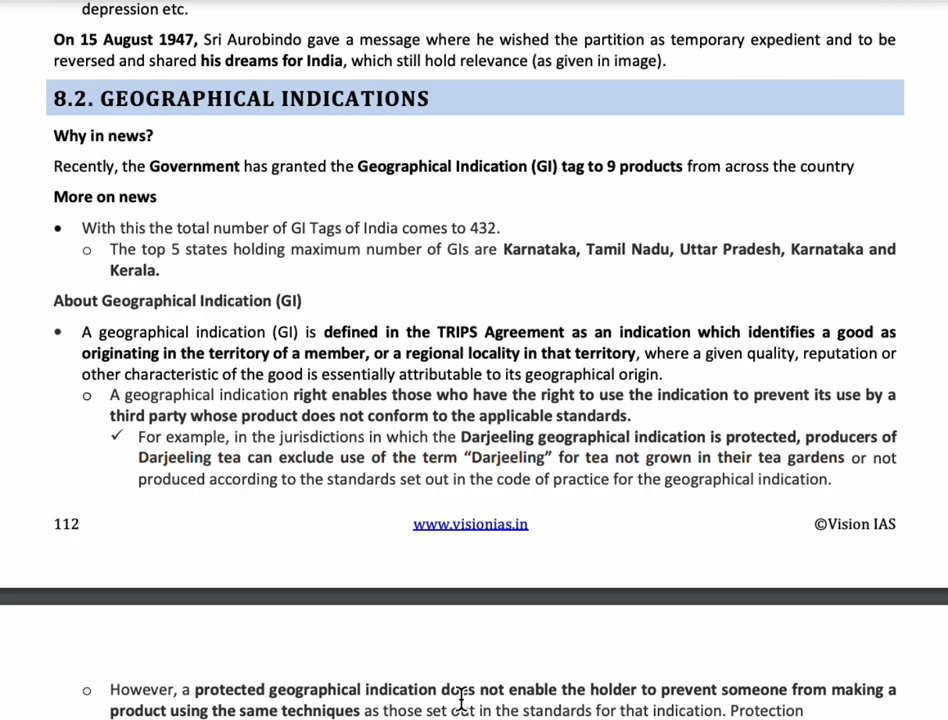 depression etc.
On 15 August 1947, Sri Aurobindo gave a message where he wished the partition as temporary expedient and to be
reversed and shared his dreams for India, which still hold relevance (as given in image).
8.2. GEOGRAPHICAL INDICATIONS
Why in news?
Recently, the Government has granted the Geographical Indication (GI) tag to 9 products from across the country
More on news
• With this the total number of GI Tags of India comes to 432.
o The top 5 states holding maximum number of GIs are Karnataka, Tamil Nadu, Uttar Pradesh, Karnataka and
Kerala.
About Geographical Indication (GI)
• A geographical indication (GI) is defined in the TRIPS Agreement as an indication which identifies a good as
originating in the territory of a member, or a regional locality in that territory, where a given quality, reputation or
other characteristic of the good is essentially attributable to its geographical origin.
o A geographical indication right enables those who have the right to use the indication to prevent its use by a
third party whose product does not conform to the applicable standards.
✓ For example, in the jurisdictions in which the Darjeeling geographical indication is protected, producers of
Darjeeling tea can exclude use of the term “Darjeeling” for tea not grown in their tea gardens or not
produced according to the standards set out in the code of practice for the geographical indication.
112 www.visionias.in ©Vision IAS
o However, a protected geographical indication does not enable the holder to prevent someone from making a
product using the same techniques as those set out in the standards for that indication. Protection